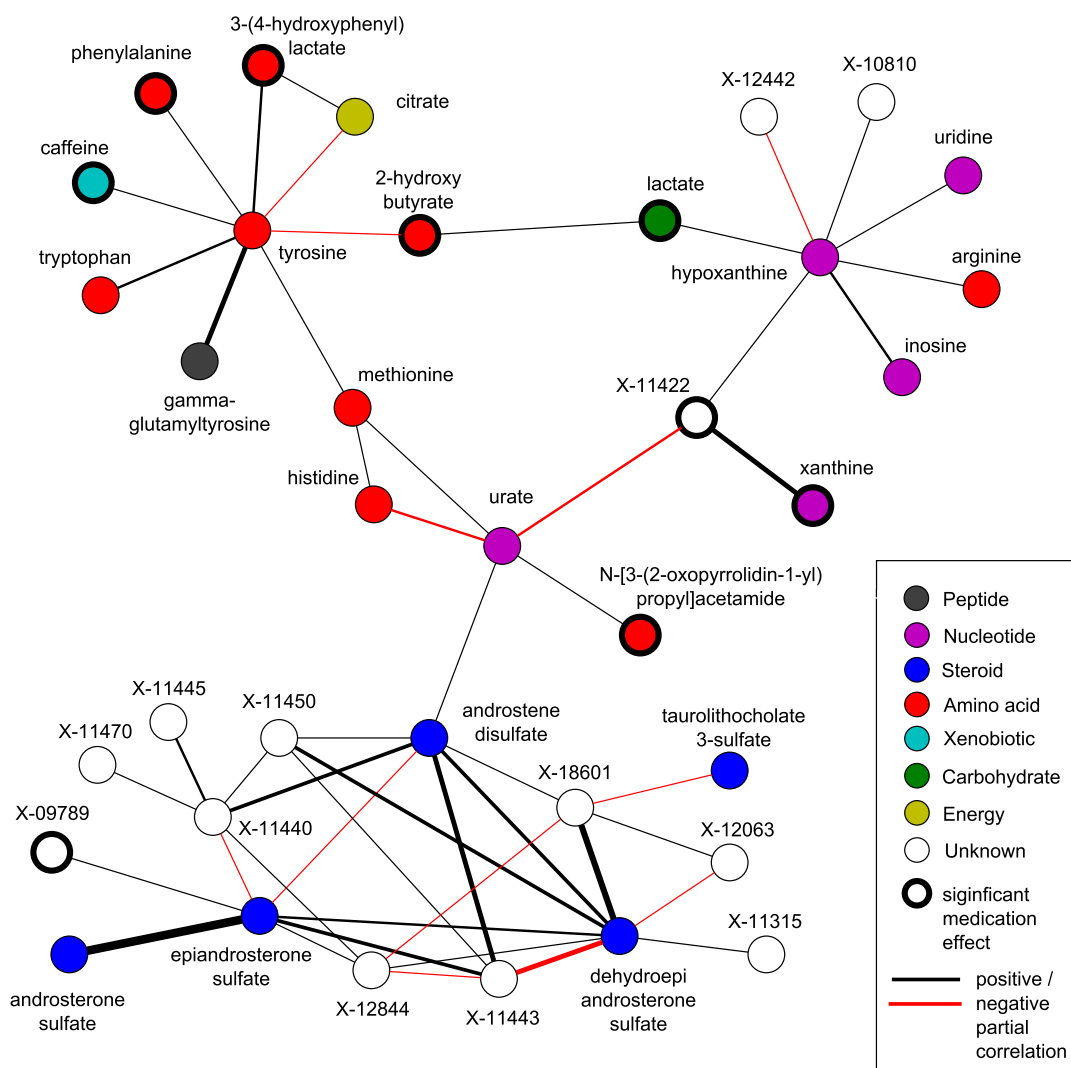 3-(4-hydroxyphenyl)
lactate
phenylalanine
citrate
caffeine
2-hydroxy
butyrate
tryptophan
tyrosine
gamma-
glutamyltyrosine
methionine
histidine
urate
lactate
X-12442
X-10810
uridine
hypoxanthine
arginine
inosine
X-11422
xanthine
N-[3-(2-oxopyrrolidin-1-yl)
propyl]acetamide
X-11445
X-11450
X-11470
X-09789
X-11440
androstene
disulfate
taurolithocholate
3-sulfate
X-18601
X-12063
X-11315
epiandrosterone
sulfate
androsterone
sulfate
X-12844
X-11443
dehydroepi
androsterone
sulfate
Peptide
Nucleotide
Steroid
Amino acid
Xenobiotic
Carbohydrate
Energy
Unknown
siginficant
medication
effect
positive /
negative
partial
correlation